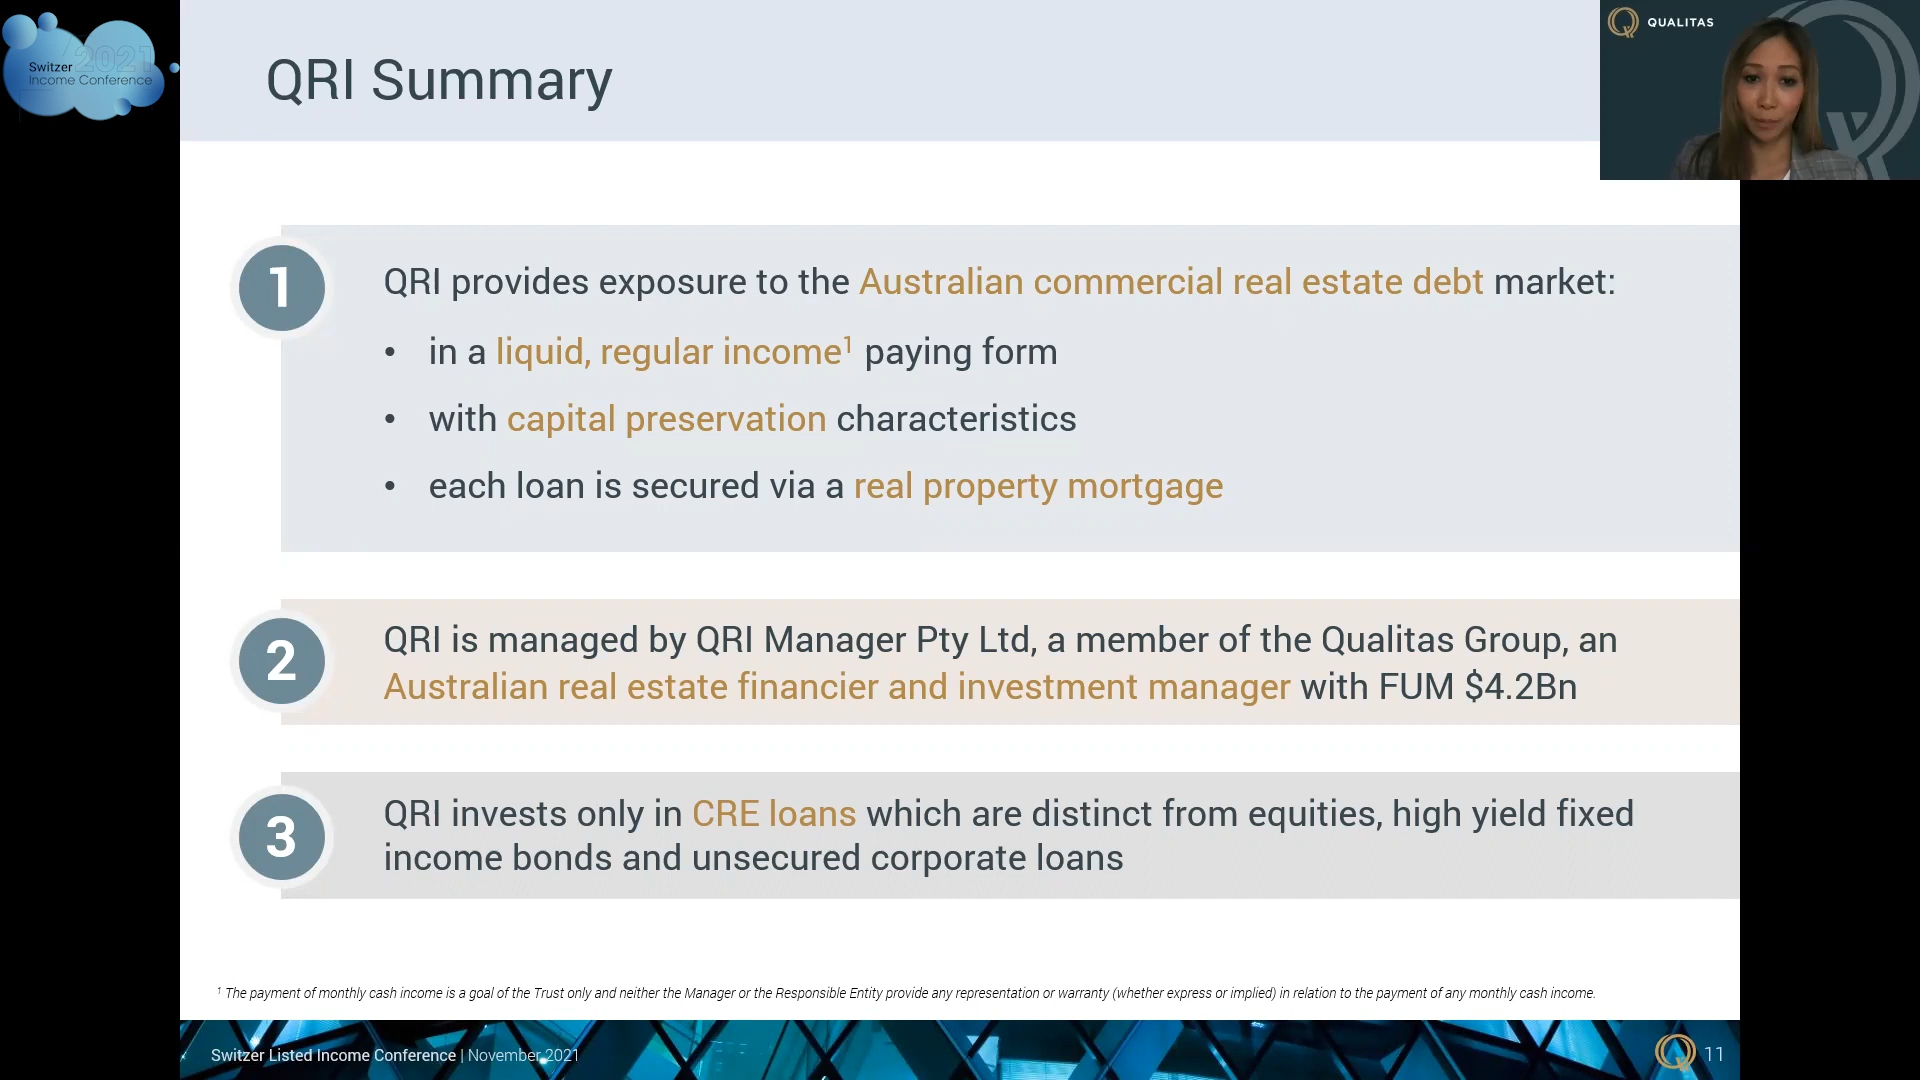 2021
Switzer
Income Conference
QRI Summary
QUALITAS
1
QRI provides exposure to the Australian commercial real estate debt market:
• in a liquid, regular income¹ paying form
• with capital preservation characteristics
• each loan is secured via a real property mortgage
2
QRI is managed by QRI Manager Pty Ltd, a member of the Qualitas Group, an
Australian real estate financier and investment manager with FUM $4.2Bn
3
QRI invests only in CRE loans which are distinct from equities, high yield fixed
income bonds and unsecured corporate loans
¹ The payment of monthly cash income is a goal of the Trust only and neither the Manager or the Responsible Entity provide any representation or warranty (whether express or implied) in relation to the payment of any monthly cash income.
Switzer Listed Income Conference | November 2021
11